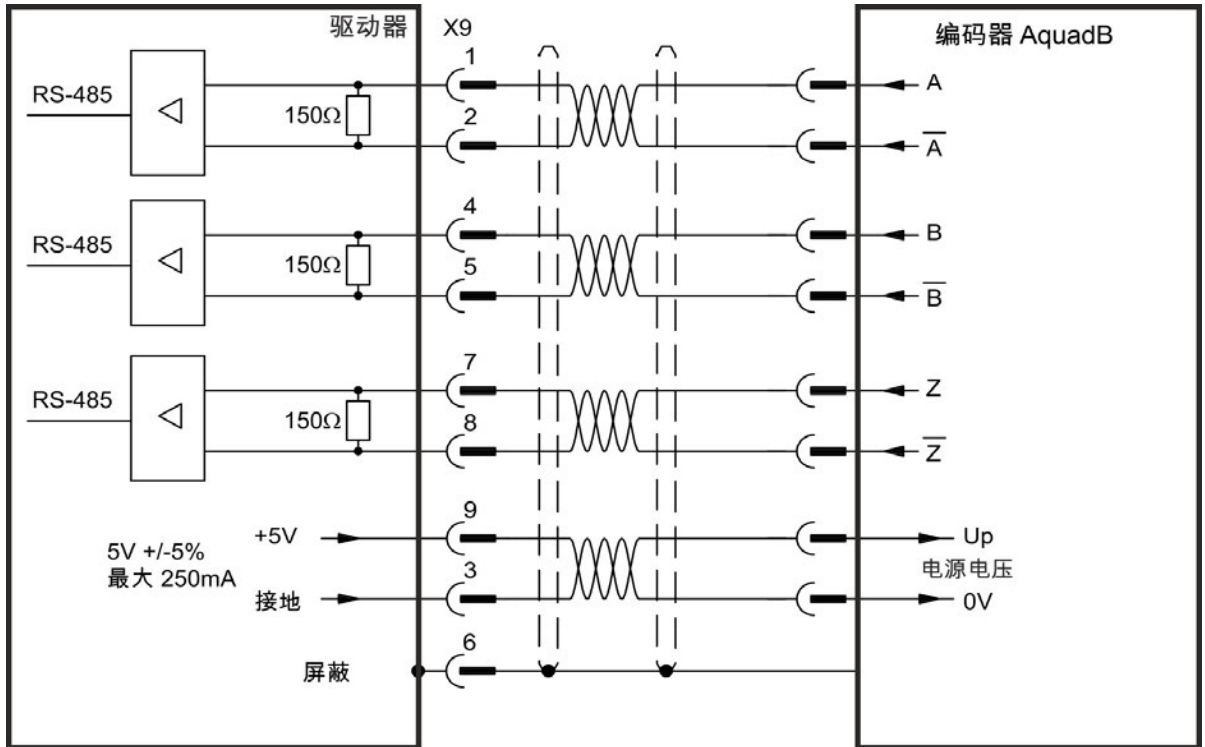 驱动器
X9
编码器 AquadB
1
A
RS-485
150Ω
2
A̅
4
B
RS-485
150Ω
5
B̅
7
Z
RS-485
150Ω
8
Z̅
9
+5V
Up
5V +/-5%
最大 250mA
电源电压
3
接地
0V
6
屏蔽